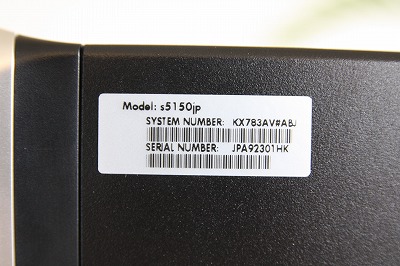 Model: s5150jp
SYSTEM NUMBER: KX783AV#ABJ
SERIAL NUMBER: JPA92301HK